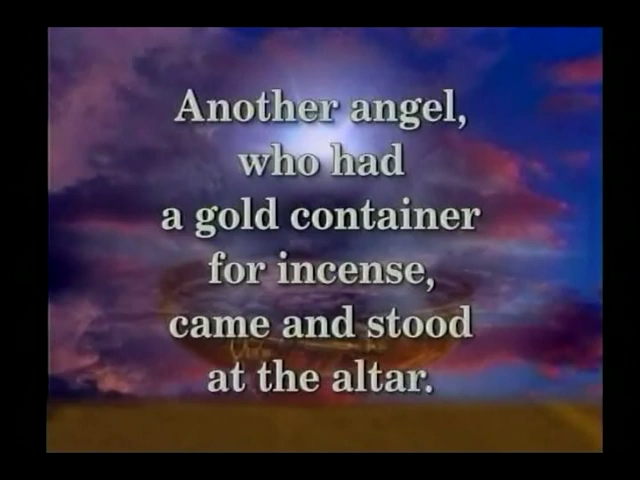 Another angel,
who had
a gold container
for incense,
came and stood
at the altar.